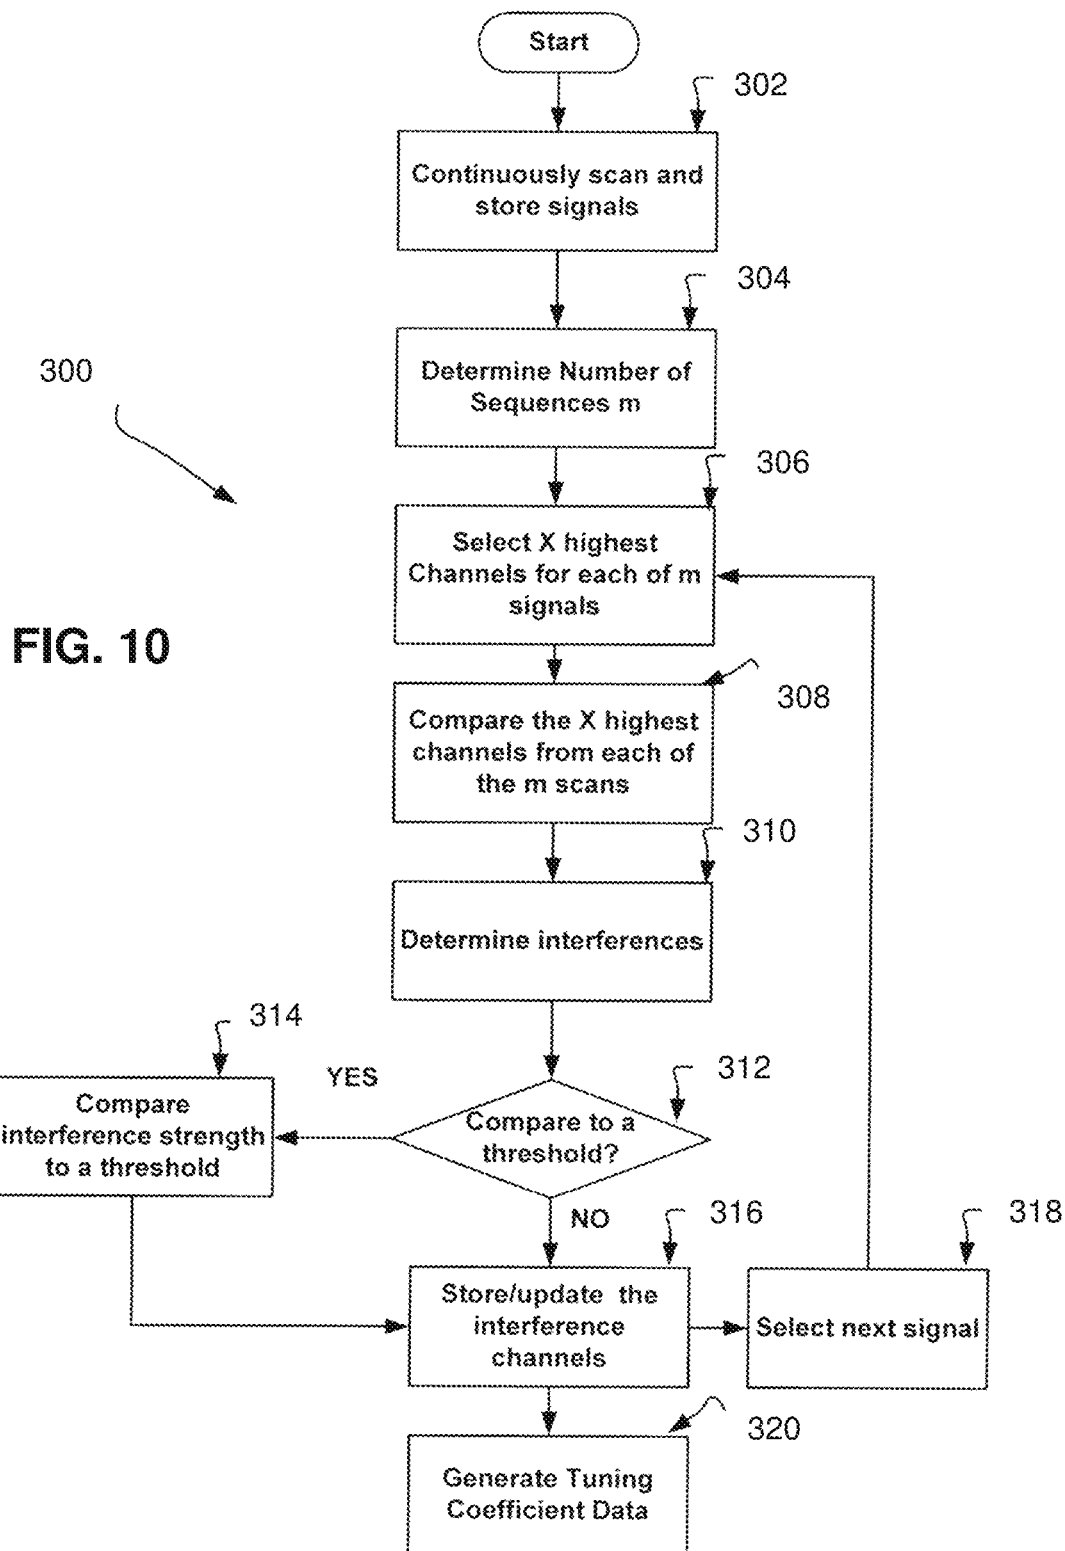 Start
302
Continuously scan and
store signals
304
Determine Number of
Sequences m
300
306
Select X highest
Channels for each of m
signals
FIG. 10
308
Compare the X highest
channels from each of
the m scans
310
Determine interferences
314
YES
312
Compare
interference strength
to a threshold
Compare to a
threshold?
NO
316
318
Store/update the
interference
channels
Select next signal
320
Generate Tuning
Coefficient Data